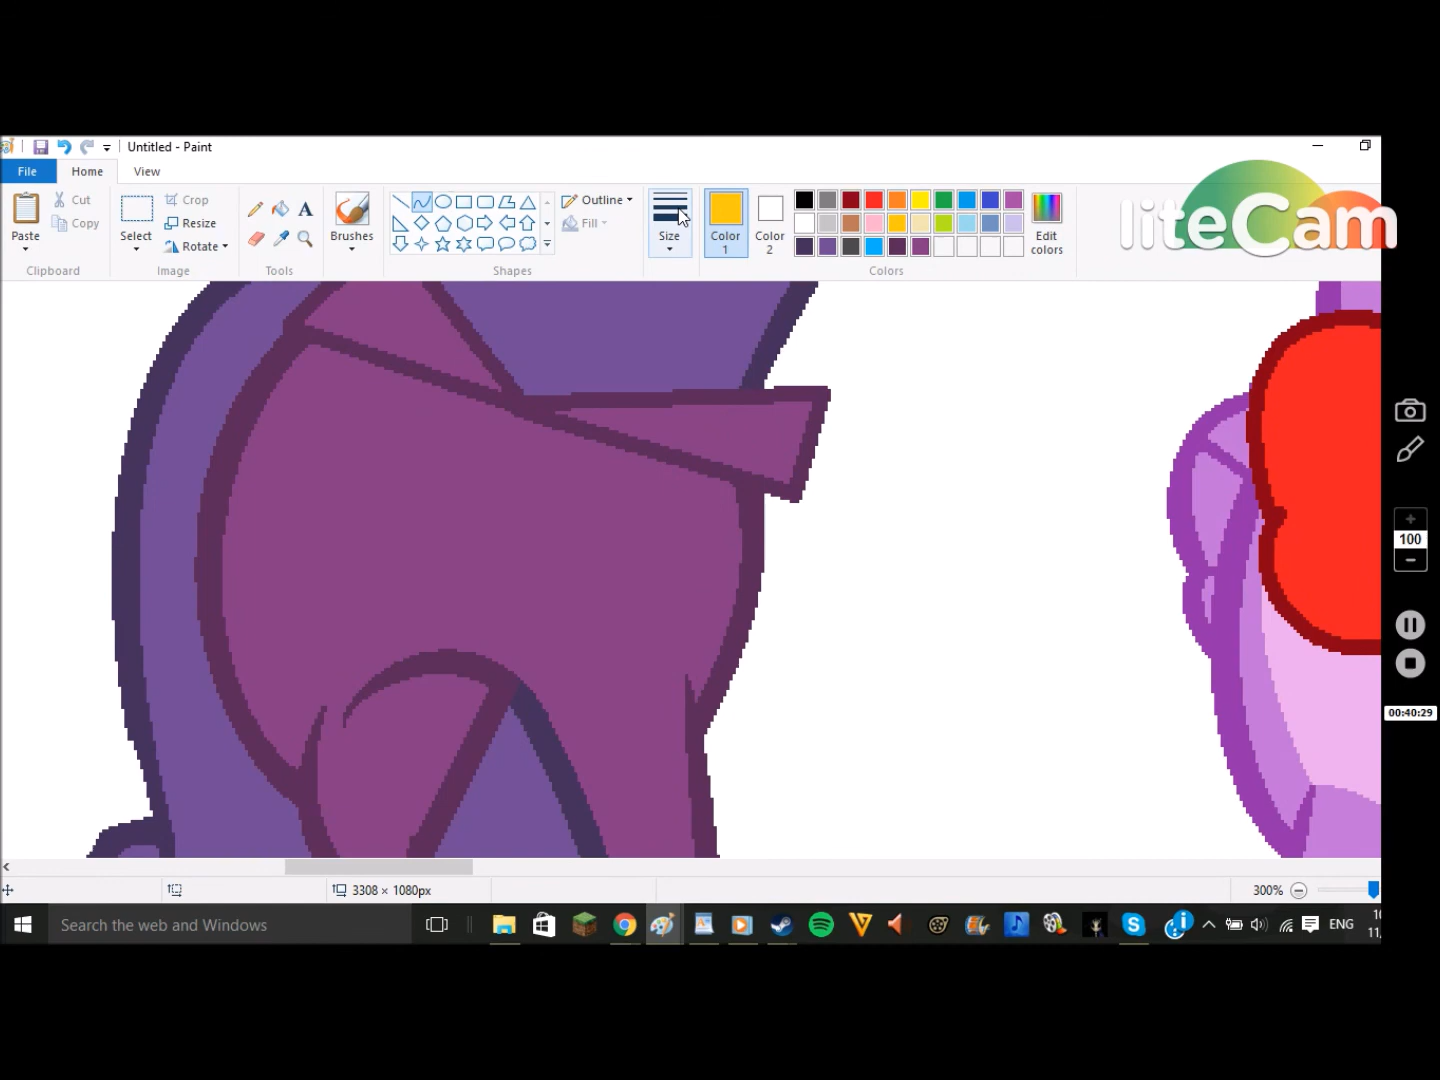 liteCam
Untitled - Paint
File Home View
Paste
Cut
Copy
Clipboard
Select
Crop
Resize
Rotate
Image
A
Tools
Brushes
Shapes
Outline
Fill
Size
Color 1
Color 2
Colors
Edit colors
100
00:40:29
3308 × 1080px
300%
Search the web and Windows
ENG